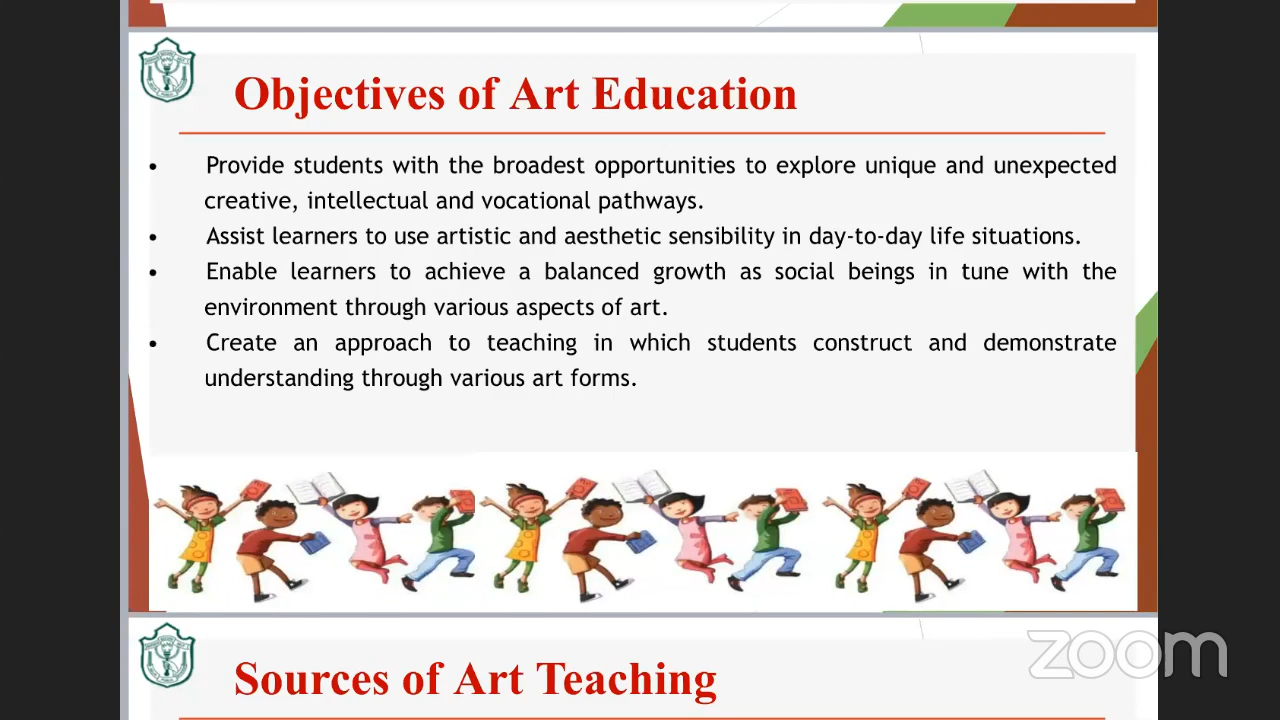 Objectives of Art Education
• Provide students with the broadest opportunities to explore unique and unexpected
creative, intellectual and vocational pathways.
• Assist learners to use artistic and aesthetic sensibility in day-to-day life situations.
• Enable learners to achieve a balanced growth as social beings in tune with the
environment through various aspects of art.
• Create an approach to teaching in which students construct and demonstrate
understanding through various art forms.
zoom
Sources of Art Teaching